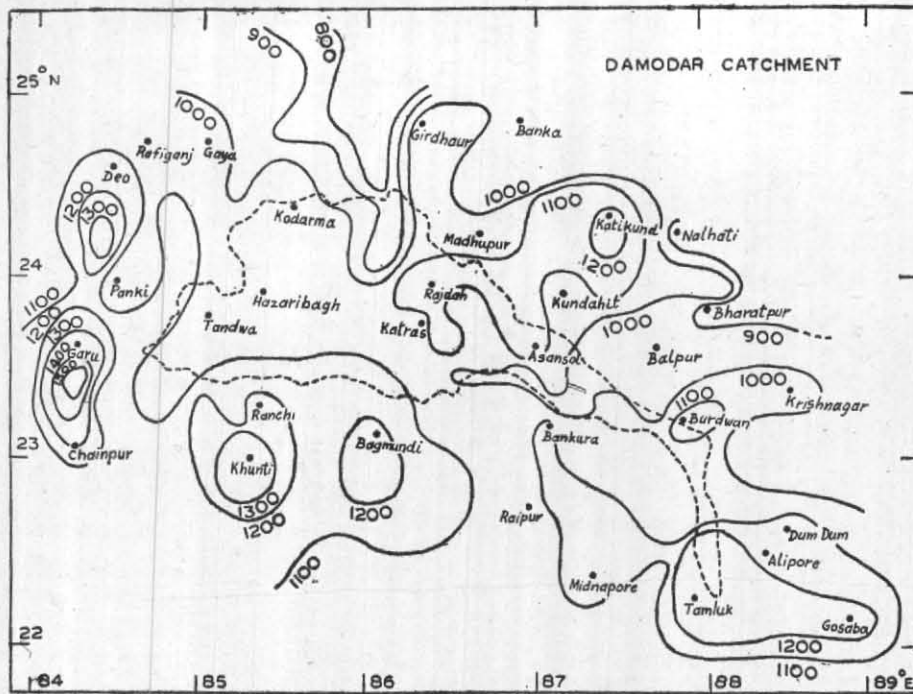 DAMODAR CATCHMENT
900
800
25°N
1000
Girdhaur
Banka
Refiganj
Gaya
Deo
1000
1200
1300
Kodarma
1100
Katikund
Nalhati
Madhupur
1200
24
Panki
Hazaribagh
Rajdah
Kundahit
1100
1200
1300
Tandwa
Katras
1000
Bharatpur
900
Garu
1400
Asansol
Balpur
1000
Krishnagar
1100
Ranchi
Burdwan
23
Chainpur
Khunti
Bagmundi
Bankura
1300
1200
1200
Raipur
1100
Dum Dum
Alipore
Midnapore
Tamluk
Gosaba
22
1200
1100
84
85
86
87
88
89°E